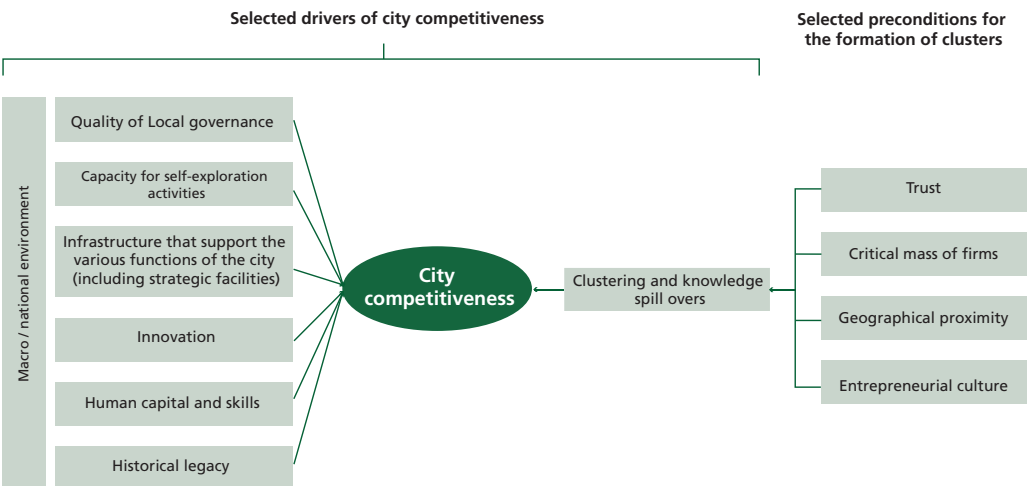 Selected drivers of city competitiveness
Selected preconditions for
the formation of clusters
Macro / national environment
Quality of Local governance
Capacity for self-exploration
activities
Infrastructure that support the
various functions of the city
(including strategic facilities)
Innovation
Human capital and skills
Historical legacy
City
competitiveness
Clustering and knowledge
spill overs
Trust
Critical mass of firms
Geographical proximity
Entrepreneurial culture